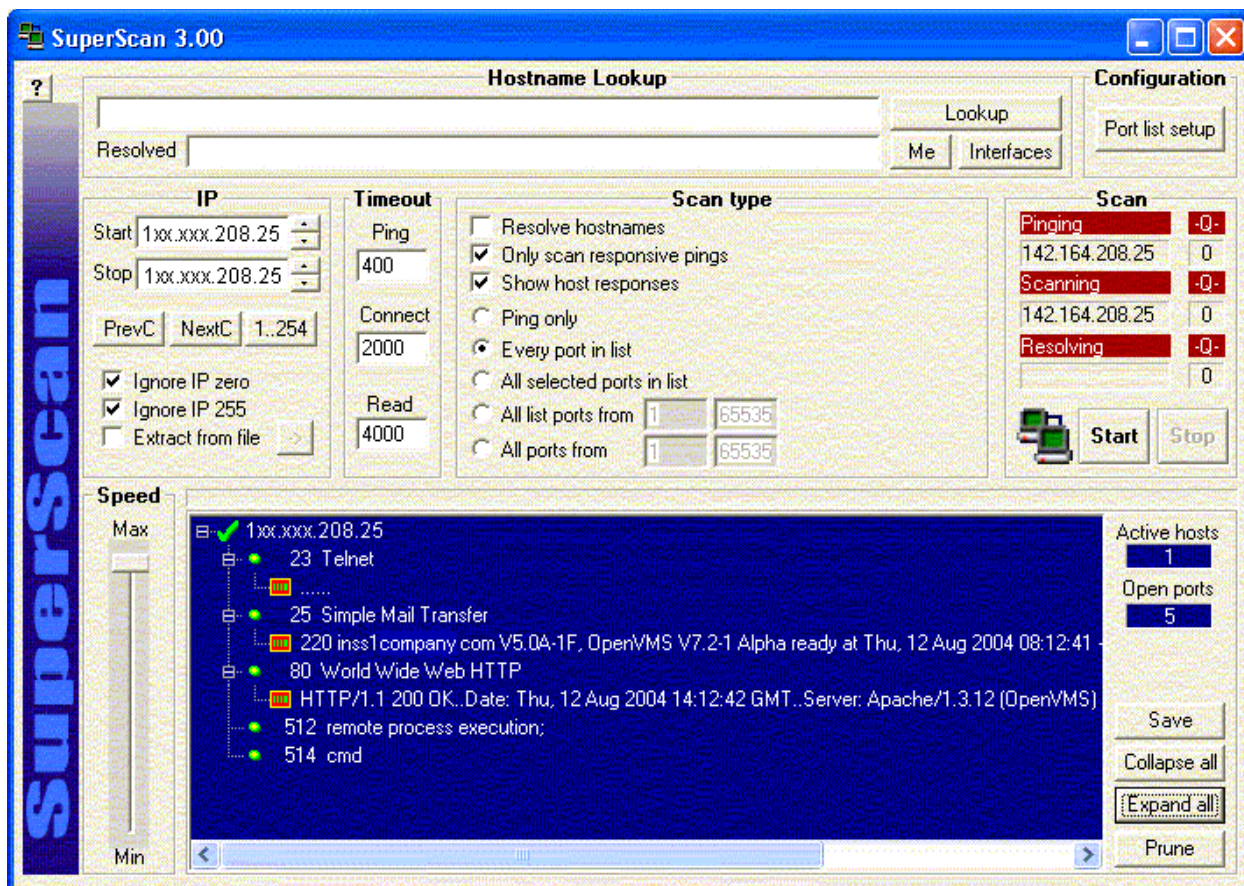 SuperScan 3.00
?
Hostname Lookup
Lookup
Resolved
Me
Interfaces
Configuration
Port list setup
SuperScan
IP
Start 1xx.xxx.208.25
Stop 1xx.xxx.208.25
PrevC NextC 1..254
Ignore IP zero
Ignore IP 255
Extract from file ->
Timeout
Ping
400
Connect
2000
Read
4000
Scan type
Resolve hostnames
Only scan responsive pings
Show host responses
Ping only
Every port in list
All selected ports in list
All list ports from 1 65535
All ports from 1 65535
Scan
Pinging -Q-
142.164.208.25 0
Scanning -Q-
142.164.208.25 0
Resolving -Q-
0
Start Stop
Speed
Max
Min
1xx.xxx.208.25
23 Telnet
......
25 Simple Mail Transfer
220 inss1company com V5.0A-1F, OpenVMS V7.2-1 Alpha ready at Thu, 12 Aug 2004 08:12:41 -
80 World Wide Web HTTP
HTTP/1.1 200 OK..Date: Thu, 12 Aug 2004 14:12:42 GMT..Server: Apache/1.3.12 (OpenVMS)
512 remote process execution;
514 cmd
Active hosts
1
Open ports
5
Save
Collapse all
Expand all
Prune